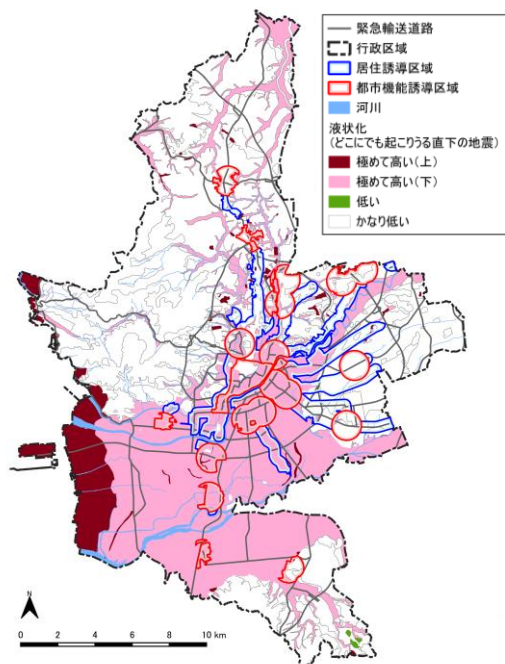 緊急輸送道路
行政区域
居住誘導区域
都市機能誘導区域
河川
液状化
(どこにでも起こりうる直下の地震)
極めて高い(上)
極めて高い(下)
低い
かなり低い
N
0 2 4 6 8 10 km